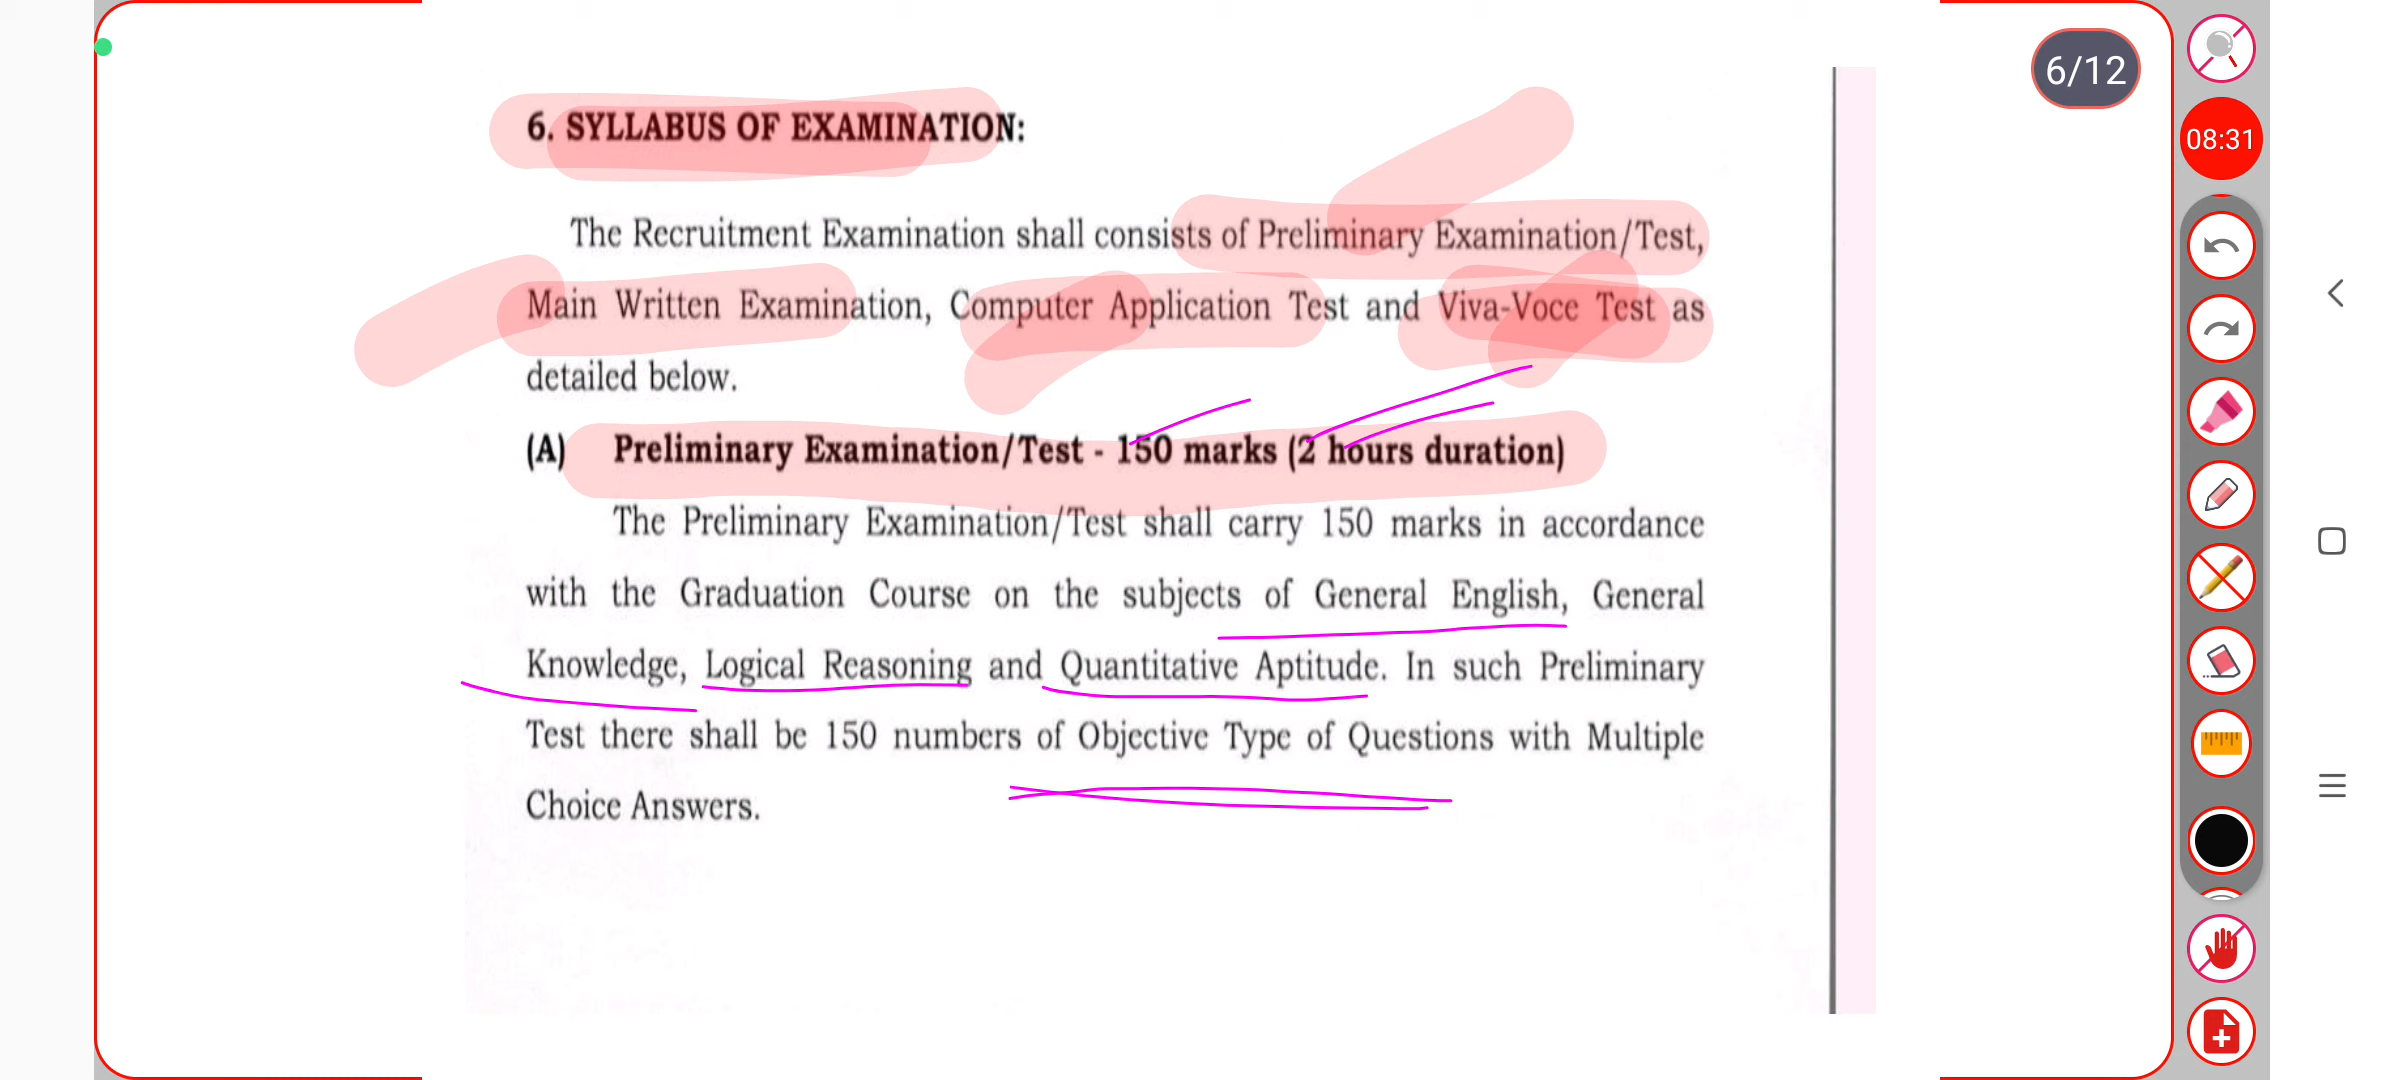 6/12
08:31
6. SYLLABUS OF EXAMINATION:
The Recruitment Examination shall consists of Preliminary Examination/Test,
Main Written Examination, Computer Application Test and Viva-Voce Test as
detailed below.
(A) Preliminary Examination/Test - 150 marks (2 hours duration)
The Preliminary Examination/Test shall carry 150 marks in accordance
with the Graduation Course on the subjects of General English, General
Knowledge, Logical Reasoning and Quantitative Aptitude. In such Preliminary
Test there shall be 150 numbers of Objective Type of Questions with Multiple
Choice Answers.